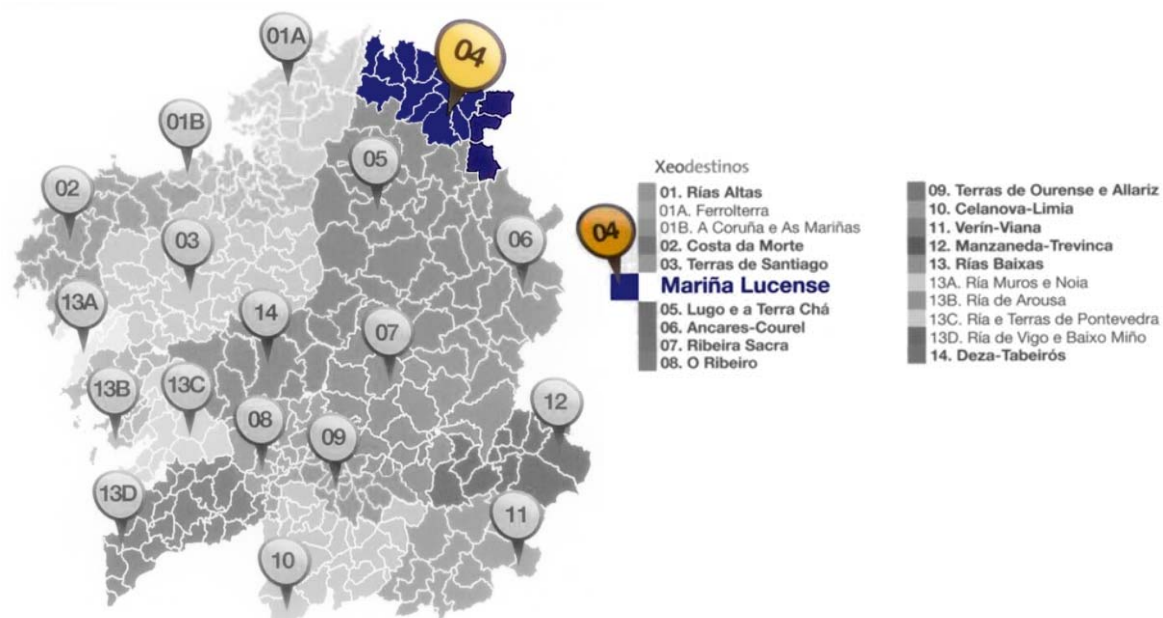 01A
04
01B
05
02
03
06
13A
14
07
13B
13C
08
12
09
13D
11
10
Xeodestinos
01. Rías Altas
01A. Ferrolterra
01B. A Coruña e As Mariñas
02. Costa da Morte
03. Terras de Santiago
04
Mariña Lucense
05. Lugo e a Terra Chá
06. Ancares-Courel
07. Ribeira Sacra
08. O Ribeiro
09. Terras de Ourense e Allariz
10. Celanova-Limia
11. Verín-Viana
12. Manzaneda-Trevinca
13. Rías Baixas
13A. Ría Muros e Noia
13B. Ría de Arousa
13C. Ría e Terras de Pontevedra
13D. Ría de Vigo e Baixo Miño
14. Deza-Tabeirós